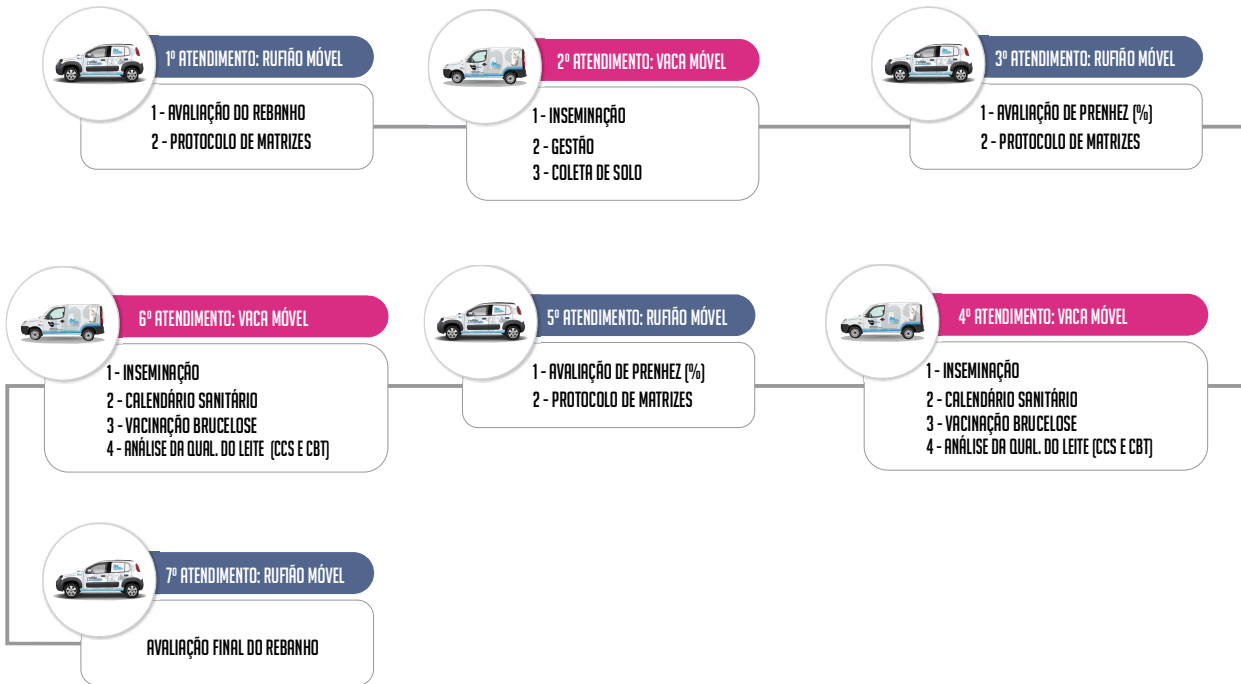 1º ATENDIMENTO: RUFIÃO MÓVEL
1 - AVALIAÇÃO DO REBANHO
2 - PROTOCOLO DE MATRIZES
2º ATENDIMENTO: VACA MÓVEL
1 - INSEMINAÇÃO
2 - GESTÃO
3 - COLETA DE SOLO
3º ATENDIMENTO: RUFIÃO MÓVEL
1 - AVALIAÇÃO DE PRENHEZ (%)
2 - PROTOCOLO DE MATRIZES
4º ATENDIMENTO: VACA MÓVEL
1 - INSEMINAÇÃO
2 - CALENDÁRIO SANITÁRIO
3 - VACINAÇÃO BRUCELOSE
4 - ANÁLISE DA QUAL. DO LEITE (CCS E CBT)
5º ATENDIMENTO: RUFIÃO MÓVEL
1 - AVALIAÇÃO DE PRENHEZ (%)
2 - PROTOCOLO DE MATRIZES
6º ATENDIMENTO: VACA MÓVEL
1 - INSEMINAÇÃO
2 - CALENDÁRIO SANITÁRIO
3 - VACINAÇÃO BRUCELOSE
4 - ANÁLISE DA QUAL. DO LEITE (CCS E CBT)
7º ATENDIMENTO: RUFIÃO MÓVEL
AVALIAÇÃO FINAL DO REBANHO